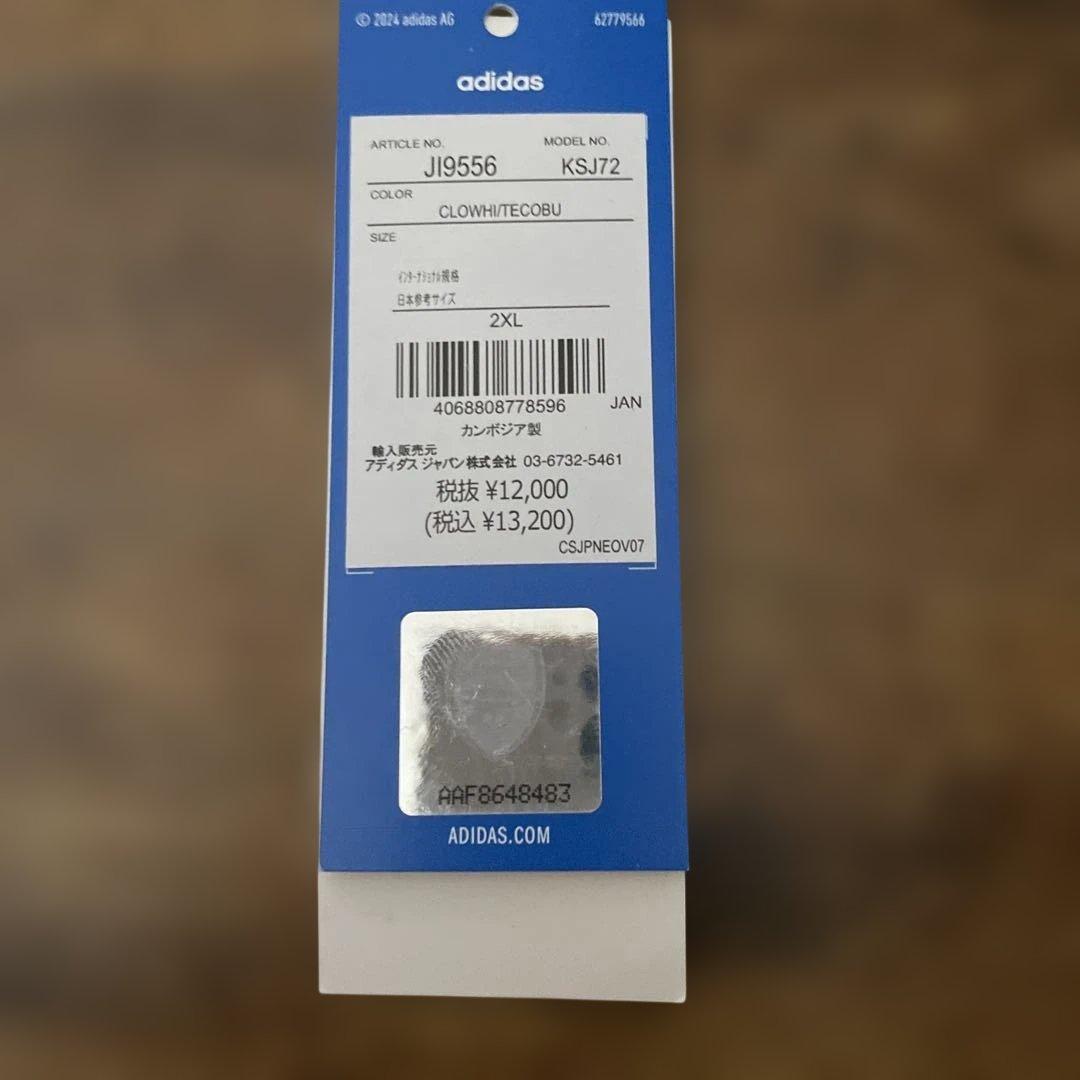 © 2024 adidas AG 62779566
adidas
ARTICLE NO. MODEL NO.
JI9556 KSJ72
COLOR
CLOWHI/TECOBU
SIZE
インターナショナル規格
日本参考サイズ
2XL
4068808778596 JAN
カンボジア製
輸入販売元
アディダス ジャパン株式会社 03-6732-5461
税抜 ¥12,000
(税込 ¥13,200)
CSJPNEOV07
AAF8648483
ADIDAS.COM